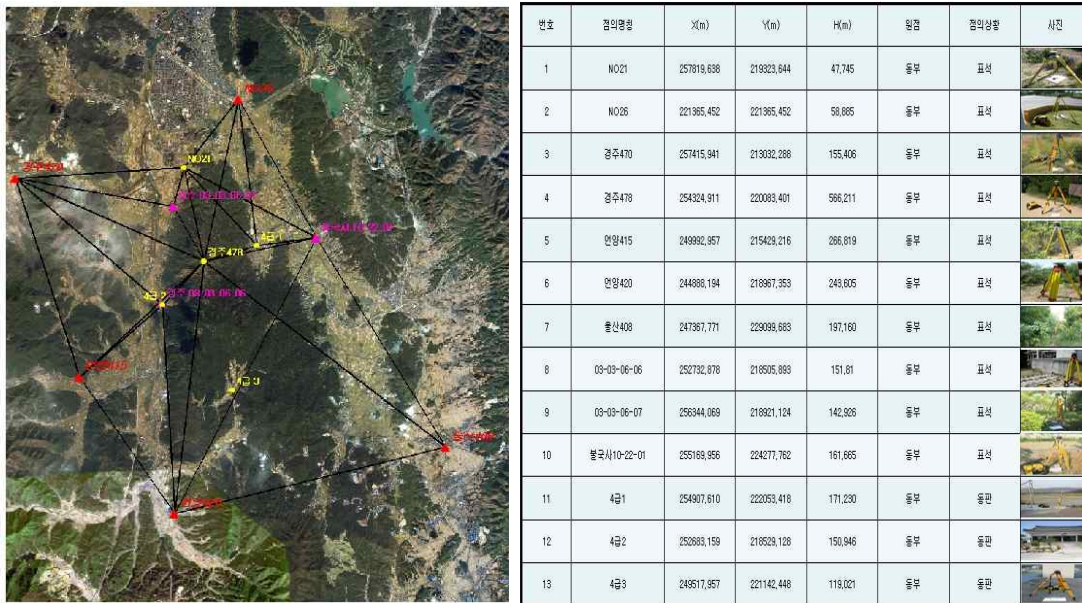 NO21
경주478
4급 1
4급 3
번호 점의명칭 X(m) Y(m) H(m) 원점 점의상황 사진
1 NO21 257819,638 219323,644 47,745 동부 표석
2 NO26 221365,452 221365,452 58,885 동부 표석
3 경주470 257415,941 213032,288 155,406 동부 표석
4 경주478 254324,911 220083,401 566,211 동부 표석
5 언양415 249992,957 215429,216 266,819 동부 표석
6 언양420 244888,194 218967,353 243,605 동부 표석
7 울산408 247367,771 229099,683 197,160 동부 표석
8 03-03-06-06 252732,878 218505,893 151,81 동부 표석
9 03-03-06-07 256344,069 218921,124 142,926 동부 표석
10 불국사10-22-01 255169,956 224277,762 161,665 동부 표석
11 4급1 254907,610 222053,418 171,230 동부 동판
12 4급2 252683,159 218529,128 150,946 동부 동판
13 4급3 249517,957 221142,448 119,021 동부 동판